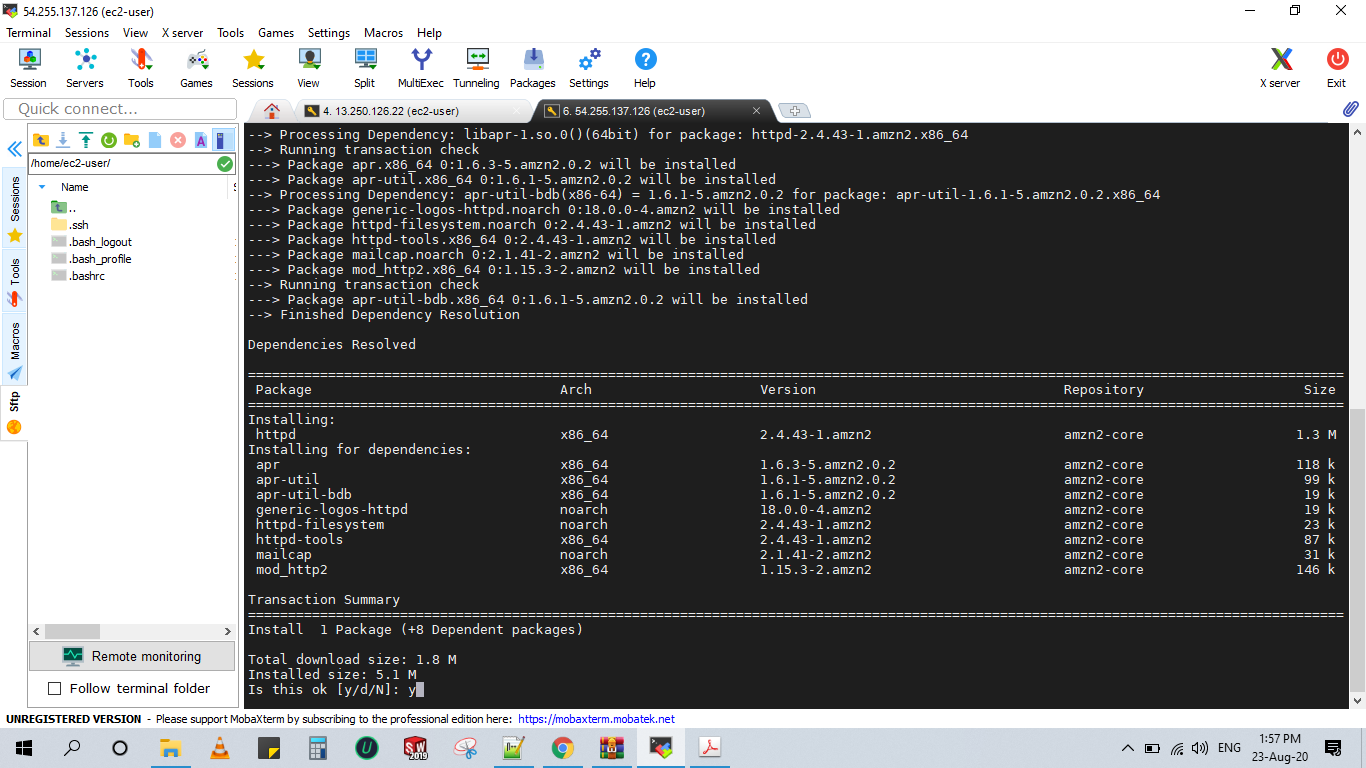 54.255.137.126 (ec2-user)
Terminal Sessions View X server Tools Games Settings Macros Help
Session Servers Tools Games Sessions View Split MultiExec Tunneling Packages Settings Help X server Exit
Quick connect...
4. 13.250.126.22 (ec2-user)
6. 54.255.137.126 (ec2-user)
/home/ec2-user/
Name
..
.ssh
.bash_logout
.bash_profile
.bashrc
Sessions
Tools
Macros
Sftp
Remote monitoring
Follow terminal folder
--> Processing Dependency: libapr-1.so.0()(64bit) for package: httpd-2.4.43-1.amzn2.x86_64
--> Running transaction check
---> Package apr.x86_64 0:1.6.3-5.amzn2.0.2 will be installed
---> Package apr-util.x86_64 0:1.6.1-5.amzn2.0.2 will be installed
--> Processing Dependency: apr-util-bdb(x86-64) = 1.6.1-5.amzn2.0.2 for package: apr-util-1.6.1-5.amzn2.0.2.x86_64
---> Package generic-logos-httpd.noarch 0:18.0.0-4.amzn2 will be installed
---> Package httpd-filesystem.noarch 0:2.4.43-1.amzn2 will be installed
---> Package httpd-tools.x86_64 0:2.4.43-1.amzn2 will be installed
---> Package mailcap.noarch 0:2.1.41-2.amzn2 will be installed
---> Package mod_http2.x86_64 0:1.15.3-2.amzn2 will be installed
--> Running transaction check
---> Package apr-util-bdb.x86_64 0:1.6.1-5.amzn2.0.2 will be installed
--> Finished Dependency Resolution
Dependencies Resolved
Package Arch Version Repository Size
Installing:
httpd x86_64 2.4.43-1.amzn2 amzn2-core 1.3 M
Installing for dependencies:
apr x86_64 1.6.3-5.amzn2.0.2 amzn2-core 118 k
apr-util x86_64 1.6.1-5.amzn2.0.2 amzn2-core 99 k
apr-util-bdb x86_64 1.6.1-5.amzn2.0.2 amzn2-core 19 k
generic-logos-httpd noarch 18.0.0-4.amzn2 amzn2-core 19 k
httpd-filesystem noarch 2.4.43-1.amzn2 amzn2-core 23 k
httpd-tools x86_64 2.4.43-1.amzn2 amzn2-core 87 k
mailcap noarch 2.1.41-2.amzn2 amzn2-core 31 k
mod_http2 x86_64 1.15.3-2.amzn2 amzn2-core 146 k
Transaction Summary
Install 1 Package (+8 Dependent packages)
Total download size: 1.8 M
Installed size: 5.1 M
Is this ok [y/d/N]: y
UNREGISTERED VERSION - Please support MobaXterm by subscribing to the professional edition here: https://mobaxterm.mobatek.net
ENG
1:57 PM
23-Aug-20